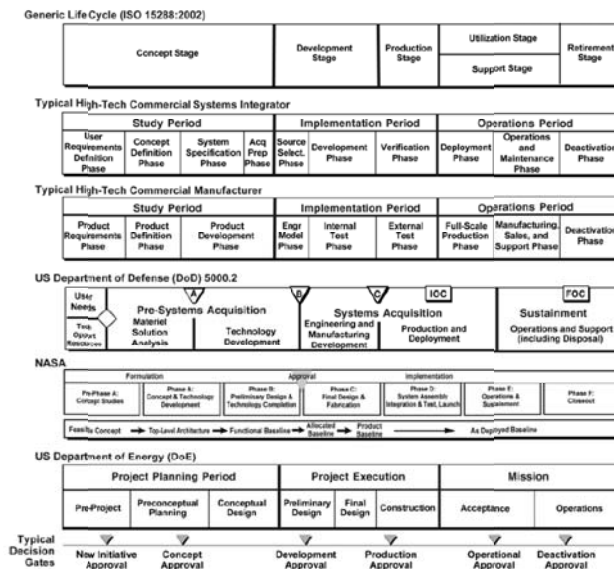 Generic Life Cycle (ISO 15288:2002)
Concept Stage
Development
Stage
Production
Stage
Utilization Stage
Support Stage
Retirement
Stage
Typical High-Tech Commercial Systems Integrator
Study Period
Implementation Period
Operations Period
User
Requirements
Definition
Phase
Concept
Definition
Phase
System
Specification
Phase
Acq
Prep
Phase
Source
Select.
Phase
Development
Phase
Verification
Phase
Deployment
Phase
Operations
and
Maintenance
Phase
Deactivation
Phase
Typical High-Tech Commercial Manufacturer
Study Period
Implementation Period
Operations Period
Product
Requirements
Phase
Product
Definition
Phase
Product
Development
Phase
Engr
Model
Phase
Internal
Test
Phase
External
Test
Phase
Full-Scale
Production
Phase
Manufacturing,
Sales, and
Support Phase
Deactivation
Phase
US Department of Defense (DoD) 5000.2
User
Needs
Tech Opport
Resources
A
B
C
IOC
FOC
Pre-Systems Acquisition
Systems Acquisition
Sustainment
Materiel
Solution
Analysis
Technology
Development
Engineering and
Manufacturing
Development
Production and
Deployment
Operations and Support
(including Disposal)
NASA
Formulation
Approval
Implementation
Pre-Phase A:
Concept Studies
Phase A:
Concept & Technology
Development
Phase B:
Preliminary Design &
Technology Completion
Phase C:
Final Design &
Fabrication
Phase D:
System Assembly
Integration & Test, Launch
Phase E:
Operations &
Sustainment
Phase F:
Closeout
Feasible Concept
Top-Level Architecture
Functional Baseline
Allocated
Baseline
Product
Baseline
As Deployed Baseline
US Department of Energy (DoE)
Project Planning Period
Project Execution
Mission
Pre-Project
Preconceptual
Planning
Conceptual
Design
Preliminary
Design
Final
Design
Construction
Acceptance
Operations
Typical
Decision
Gates
New Initiative
Approval
Concept
Approval
Development
Approval
Production
Approval
Operational
Approval
Deactivation
Approval